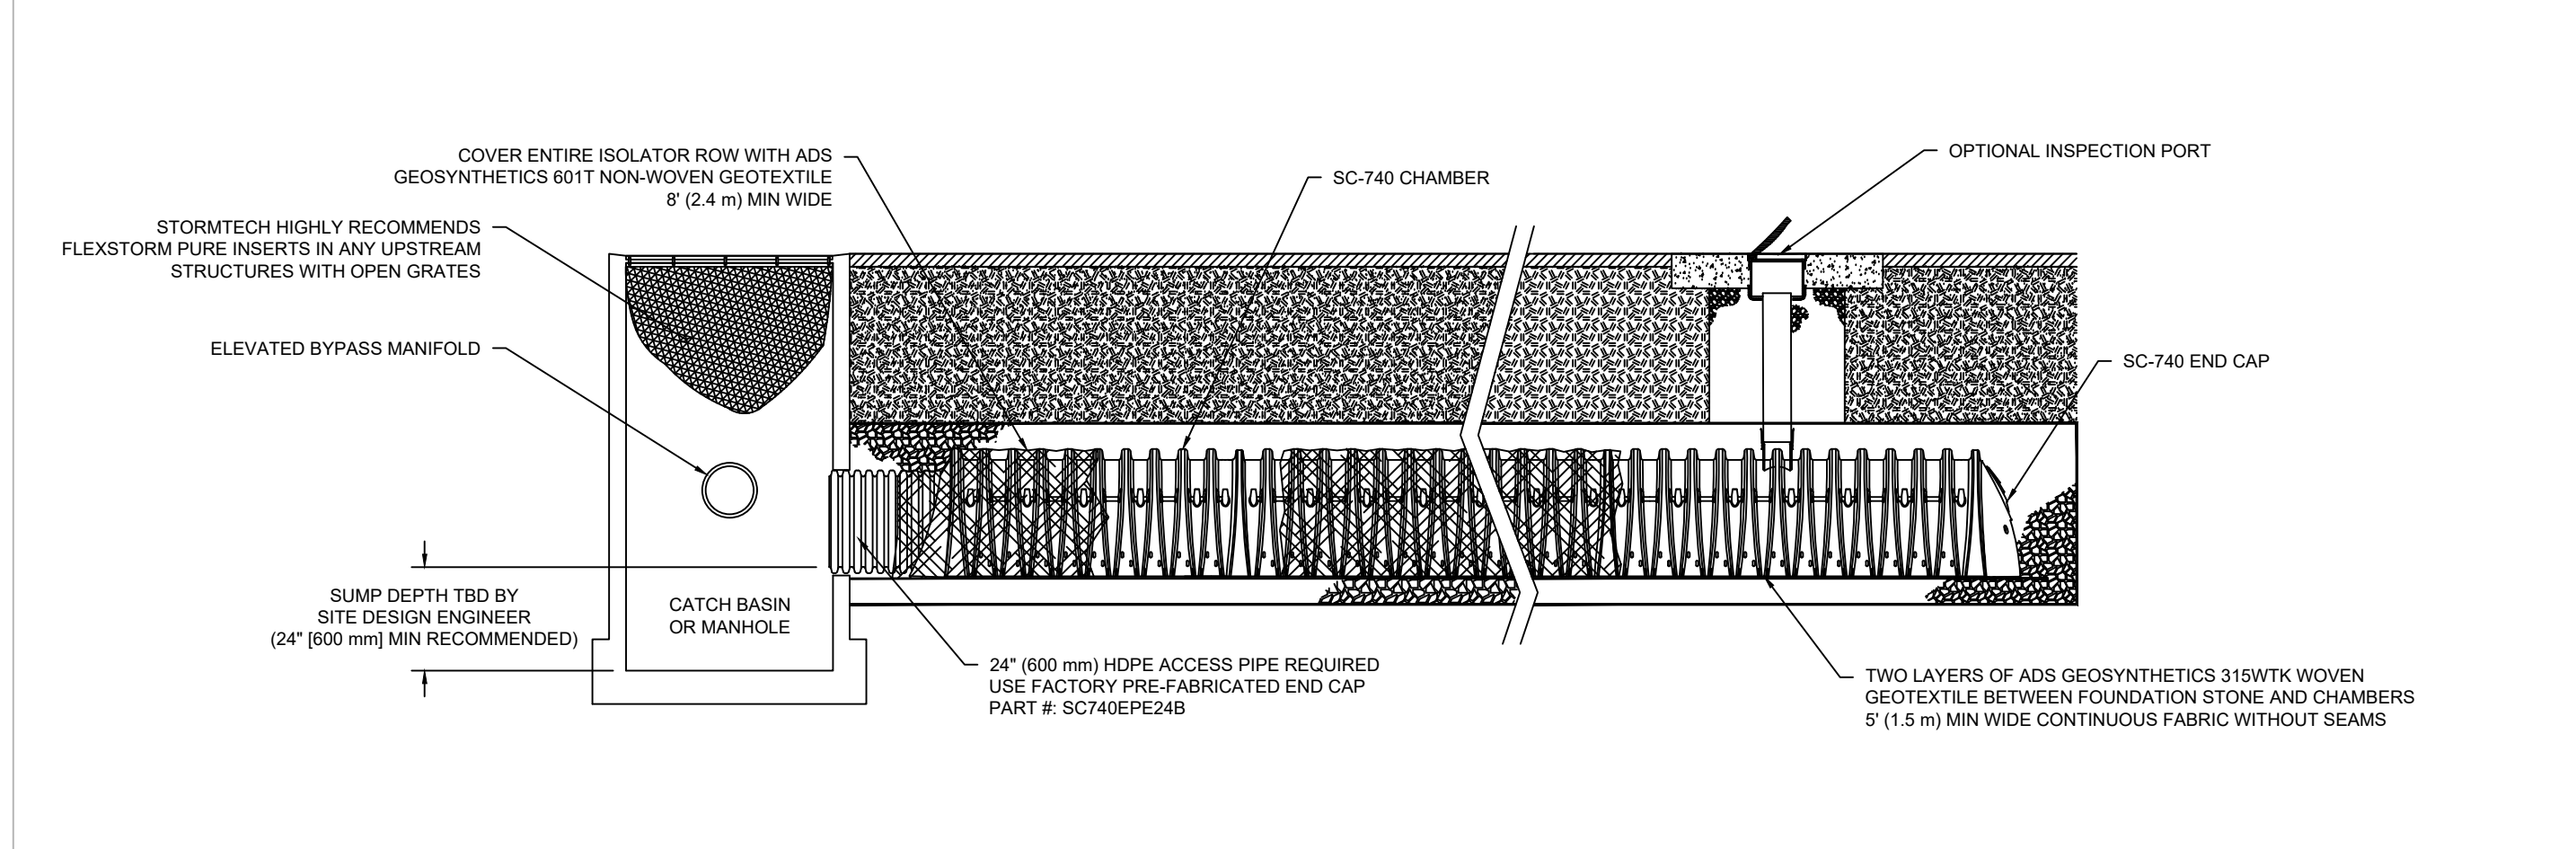 COVER ENTIRE ISOLATOR ROW WITH ADS
GEOSYNTHETICS 601T NON-WOVEN GEOTEXTILE
8' (2.4 m) MIN WIDE
STORMTECH HIGHLY RECOMMENDS
FLEXSTORM PURE INSERTS IN ANY UPSTREAM
STRUCTURES WITH OPEN GRATES
ELEVATED BYPASS MANIFOLD
SUMP DEPTH TBD BY
SITE DESIGN ENGINEER
(24" [600 mm] MIN RECOMMENDED)
CATCH BASIN
OR MANHOLE
SC-740 CHAMBER
OPTIONAL INSPECTION PORT
SC-740 END CAP
24" (600 mm) HDPE ACCESS PIPE REQUIRED
USE FACTORY PRE-FABRICATED END CAP
PART #: SC740EPE24B
TWO LAYERS OF ADS GEOSYNTHETICS 315WTK WOVEN
GEOTEXTILE BETWEEN FOUNDATION STONE AND CHAMBERS
5' (1.5 m) MIN WIDE CONTINUOUS FABRIC WITHOUT SEAMS